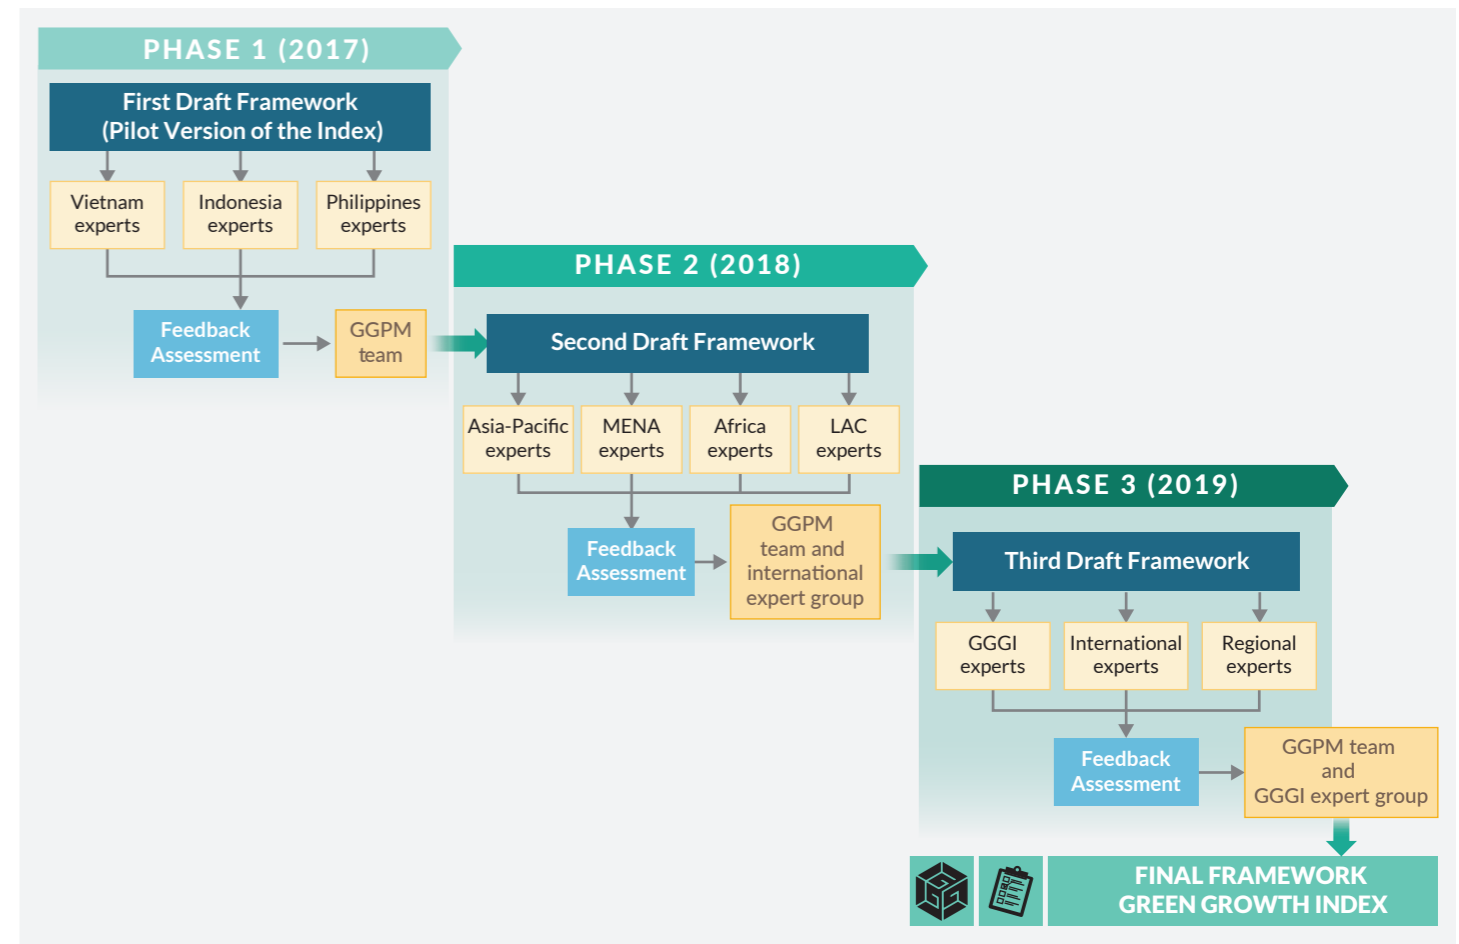 PHASE 1 (2017)
First Draft Framework
(Pilot Version of the Index)
Vietnam
experts
Indonesia
experts
Philippines
experts
Feedback
Assessment
GGPM
team
PHASE 2 (2018)
Second Draft Framework
Asia-Pacific
experts
MENA
experts
Africa
experts
LAC
experts
Feedback
Assessment
GGPM
team and
international
expert group
PHASE 3 (2019)
Third Draft Framework
GGGI
experts
International
experts
Regional
experts
Feedback
Assessment
GGPM team
and
GGGI expert group
FINAL FRAMEWORK
GREEN GROWTH INDEX